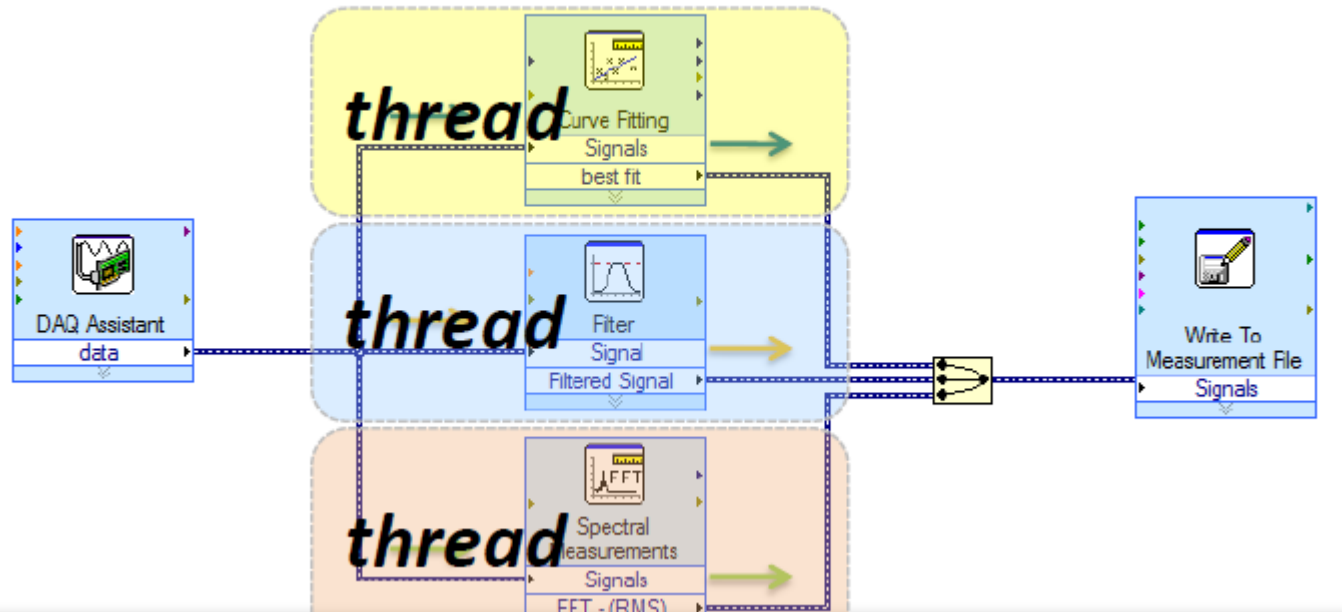 thread
Curve Fitting
Signals
best fit
DAQ Assistant
data
thread
Filter
Signal
Filtered Signal
Write To
Measurement File
Signals
FFT
thread
Spectral
Measurements
Signals
FFT - (RMS)